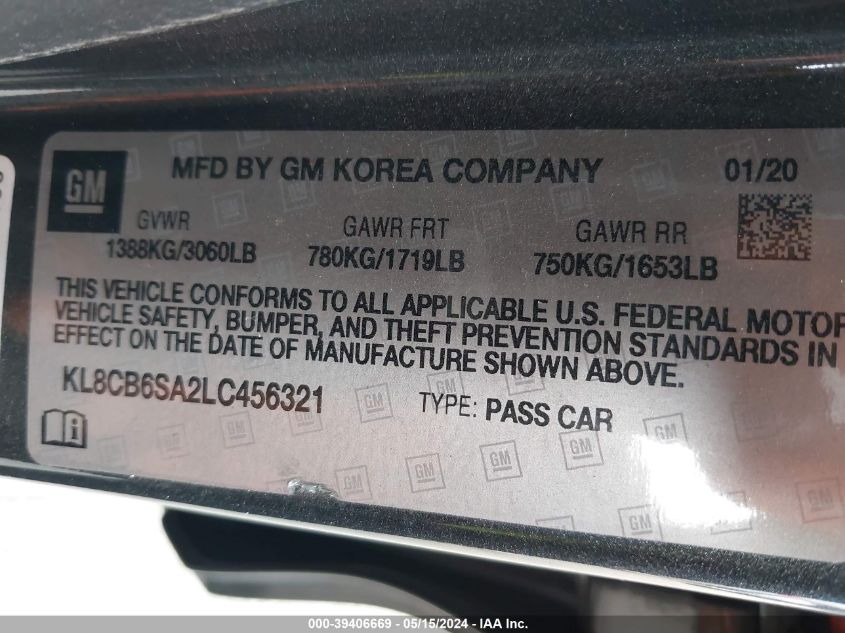 GM MFD BY GM KOREA COMPANY 01/20
GVWR GAWR FRT GAWR RR
1388KG/3060LB 780KG/1719LB 750KG/1653LB
THIS VEHICLE CONFORMS TO ALL APPLICABLE U.S. FEDERAL MOTOR
VEHICLE SAFETY, BUMPER, AND THEFT PREVENTION STANDARDS IN
EFFECT ON THE DATE OF MANUFACTURE SHOWN ABOVE.
KL8CB6SA2LC456321 TYPE: PASS CAR
000-39406669 - 05/15/2024 - IAA Inc.